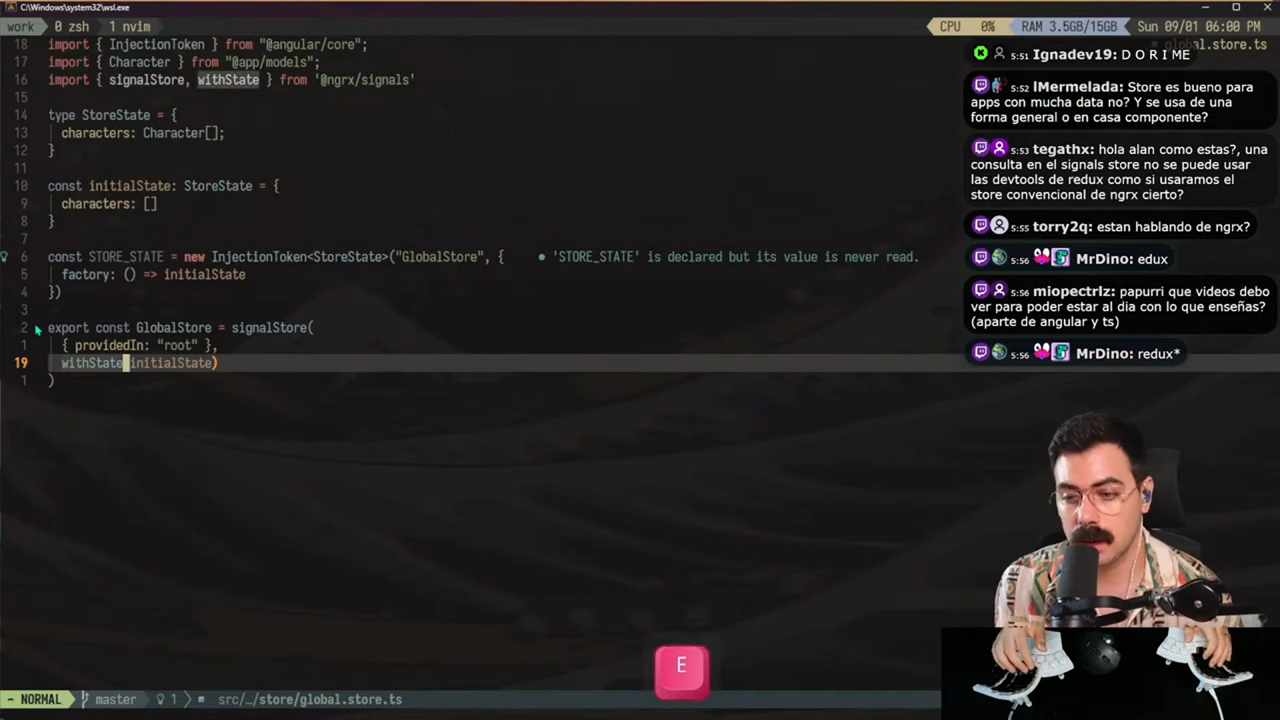 C:\Windows\system32\wsl.exe
work 0 zsh 1 nvim
CPU 0% RAM 3.5GB/15GB Sun 09/01 06:00 PM
global.store.ts
18 import { InjectionToken } from "@angular/core";
17 import { Character } from "@app/models";
16 import { signalStore, withState } from '@ngrx/signals'
15
14 type StoreState = {
13 characters: Character[];
12 }
11
10 const initialState: StoreState = {
9 characters: []
8 }
7
6 const STORE_STATE = new InjectionToken<StoreState>("GlobalStore", { ● 'STORE_STATE' is declared but its value is never read.
5 factory: () => initialState
4 })
3
2 export const GlobalStore = signalStore(
1 { providedIn: "root" },
19 withState(initialState)
1 )
5:51 Ignadev19: D O R I M E
5:52 lMermelada: Store es bueno para
apps con mucha data no? Y se usa de una
forma general o en casa componente?
5:53 tegathx: hola alan como estas?, una
consulta en el signals store no se puede usar
las devtools de redux como si usaramos el
store convencional de ngrx cierto?
5:55 torry2q: estan hablando de ngrx?
5:56 MrDino: edux
5:56 miopectrlz: papurri que videos debo
ver para poder estar al dia con lo que enseñas?
(aparte de angular y ts)
5:56 MrDino: redux*
E
- NORMAL master 1 src/…/store/global.store.ts